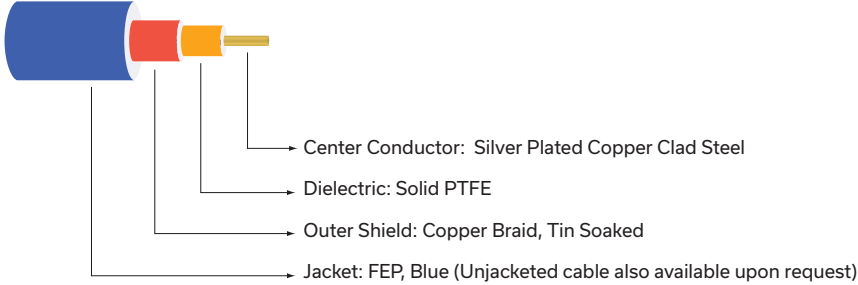 Center Conductor: Silver Plated Copper Clad Steel
Dielectric: Solid PTFE
Outer Shield: Copper Braid, Tin Soaked
Jacket: FEP, Blue (Unjacketed cable also available upon request)